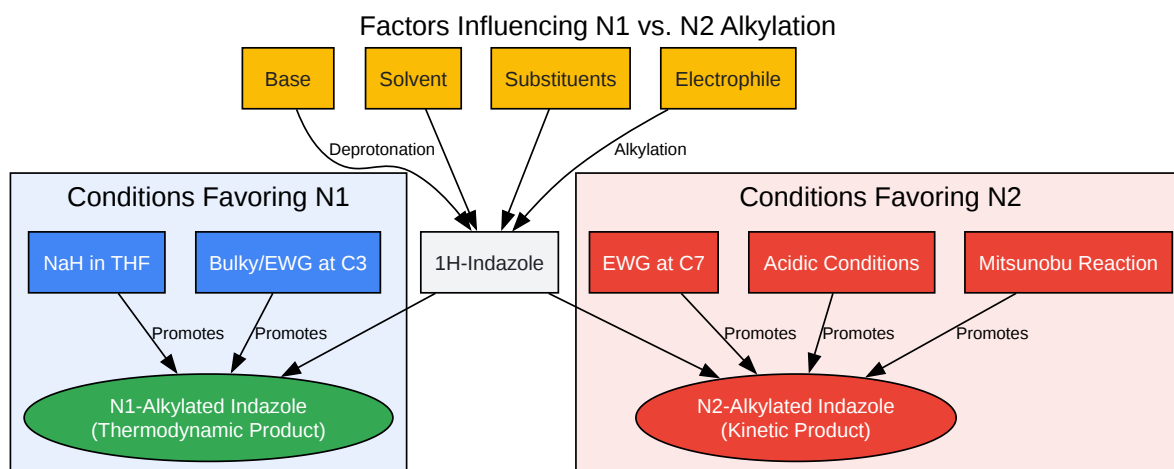 Factors Influencing N1 vs. N2 Alkylation
Base
Solvent
Substituents
Electrophile
Deprotonation
Alkylation
Conditions Favoring N1
Conditions Favoring N2
NaH in THF
Bulky/EWG at C3
1H-Indazole
EWG at C7
Acidic Conditions
Mitsunobu Reaction
Promotes
Promotes
Promotes
Promotes
Promotes
N1-Alkylated Indazole
(Thermodynamic Product)
N2-Alkylated Indazole
(Kinetic Product)